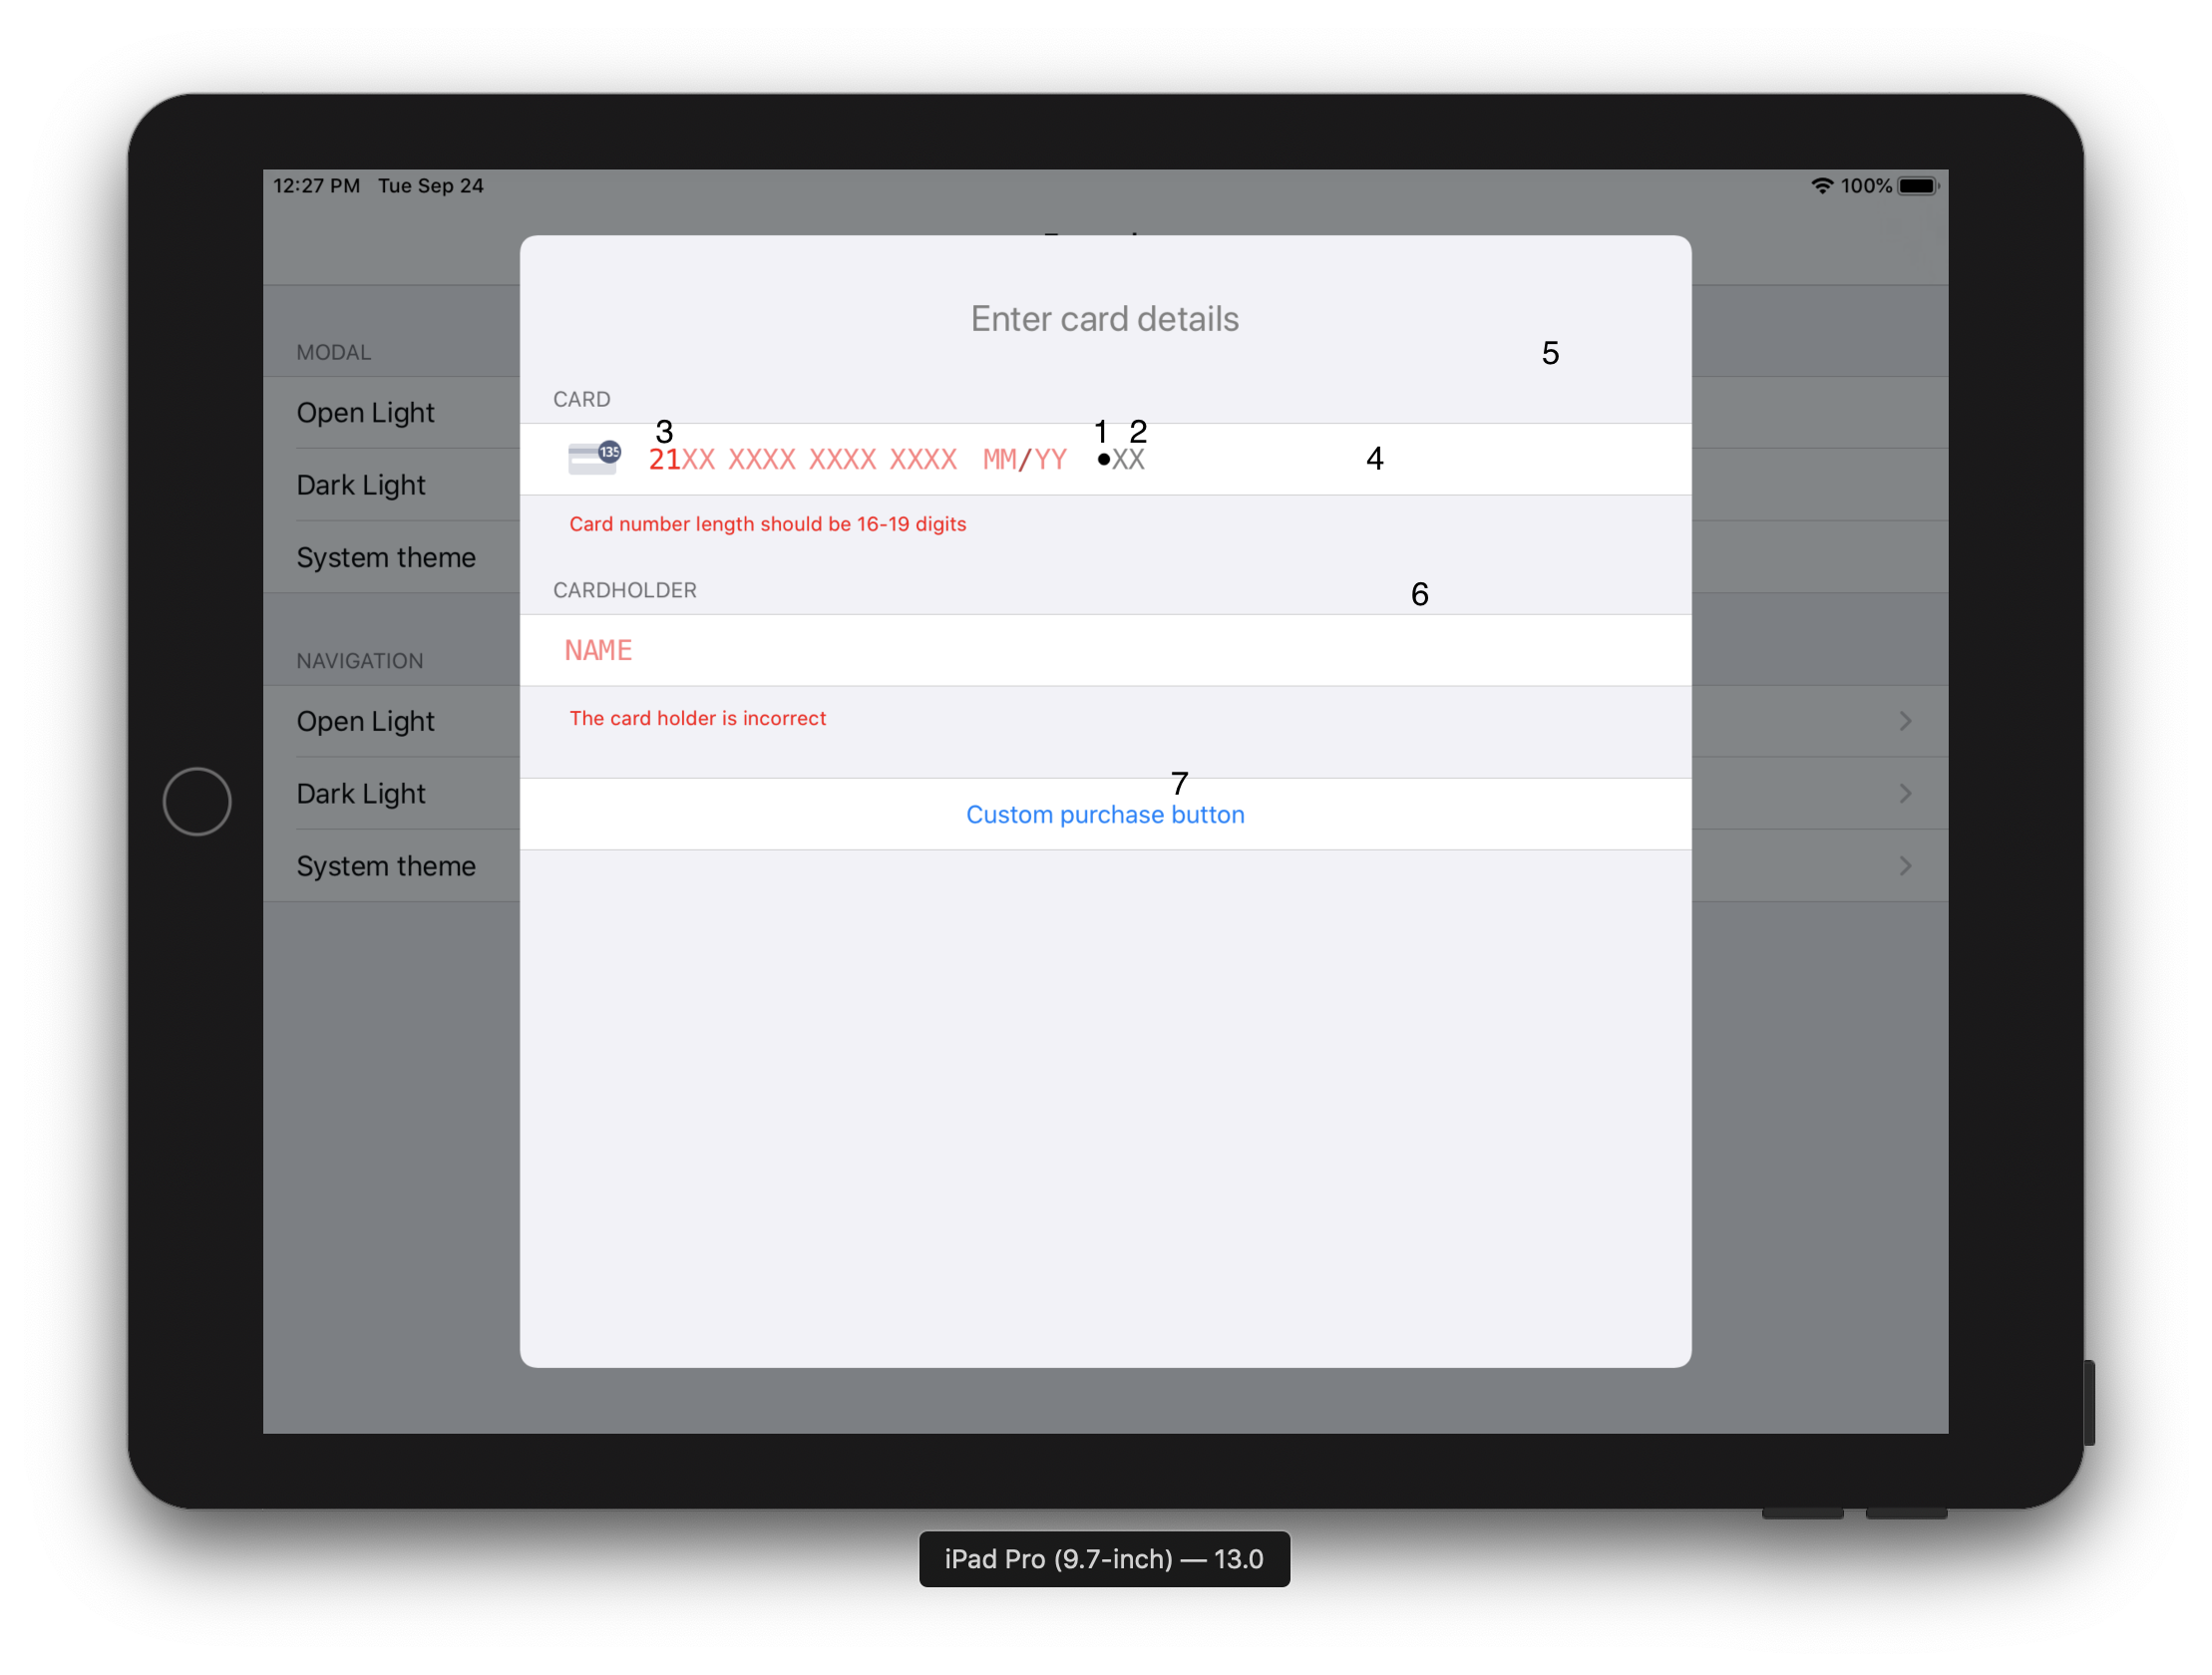 12:27 PM Tue Sep 24
100%
Enter card details
5
MODAL
CARD
Open Light
3 1 2
135
21XX XXXX XXXX XXXX MM/YY •XX
4
Dark Light
Card number length should be 16-19 digits
System theme
CARDHOLDER
6
NAME
NAVIGATION
Open Light
The card holder is incorrect
7
Dark Light
Custom purchase button
System theme
iPad Pro (9.7-inch) — 13.0